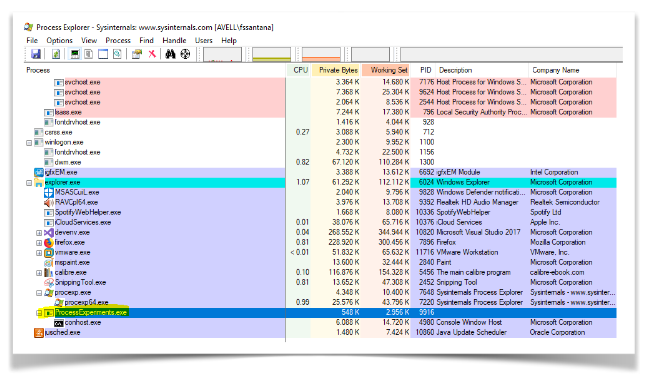 Process Explorer - Sysinternals: www.sysinternals.com [AVELL\fssantana]
File Options View Process Find Handle Users Help
Process CPU Private Bytes Working Set PID Description Company Name
svchost.exe 3.364 K 14.680 K 7176 Host Process for Windows S... Microsoft Corporation
svchost.exe 7.368 K 25.304 K 9624 Host Process for Windows S... Microsoft Corporation
svchost.exe 2.064 K 8.536 K 2544 Host Process for Windows S... Microsoft Corporation
lsass.exe 7.244 K 17.380 K 796 Local Security Authority Proc... Microsoft Corporation
fontdrvhost.exe 1.416 K 4.044 K 928
csrss.exe 0.27 3.088 K 5.940 K 712
winlogon.exe 2.300 K 9.952 K 1100
fontdrvhost.exe 4.732 K 22.500 K 1156
dwm.exe 0.82 67.120 K 110.284 K 1300
igfxEM.exe 3.388 K 13.612 K 6652 igfxEM Module Intel Corporation
explorer.exe 1.07 61.292 K 112.112 K 6024 Windows Explorer Microsoft Corporation
MSASCuiL.exe 2.040 K 9.796 K 9828 Windows Defender notificati... Microsoft Corporation
RAVCpl64.exe 3.976 K 13.708 K 9392 Realtek HD Audio Manager Realtek Semiconductor
SpotifyWebHelper.exe 1.668 K 8.080 K 10336 SpotifyWebHelper Spotify Ltd
iCloudServices.exe 0.01 38.076 K 65.716 K 10376 iCloud Services Apple Inc.
devenv.exe 0.04 268.552 K 344.944 K 10820 Microsoft Visual Studio 2017 Microsoft Corporation
firefox.exe 0.81 228.920 K 300.456 K 7896 Firefox Mozilla Corporation
vmware.exe < 0.01 51.832 K 65.632 K 11716 VMware Workstation VMware, Inc.
mspaint.exe 13.600 K 32.444 K 2840 Paint Microsoft Corporation
calibre.exe 0.10 116.876 K 154.328 K 5456 The main calibre program calibre-ebook.com
SnippingTool.exe 0.81 13.652 K 47.308 K 2452 Snipping Tool Microsoft Corporation
procexp.exe 4.348 K 10.400 K 7648 Sysinternals Process Explorer Sysinternals - www.sysinter...
procexp64.exe 0.99 25.576 K 43.796 K 7220 Sysinternals Process Explorer Sysinternals - www.sysinter...
ProcessExperiments.exe 548 K 2.956 K 9916
conhost.exe 6.088 K 14.720 K 4980 Console Window Host Microsoft Corporation
jusched.exe 1.480 K 7.424 K 10860 Java Update Scheduler Oracle Corporation